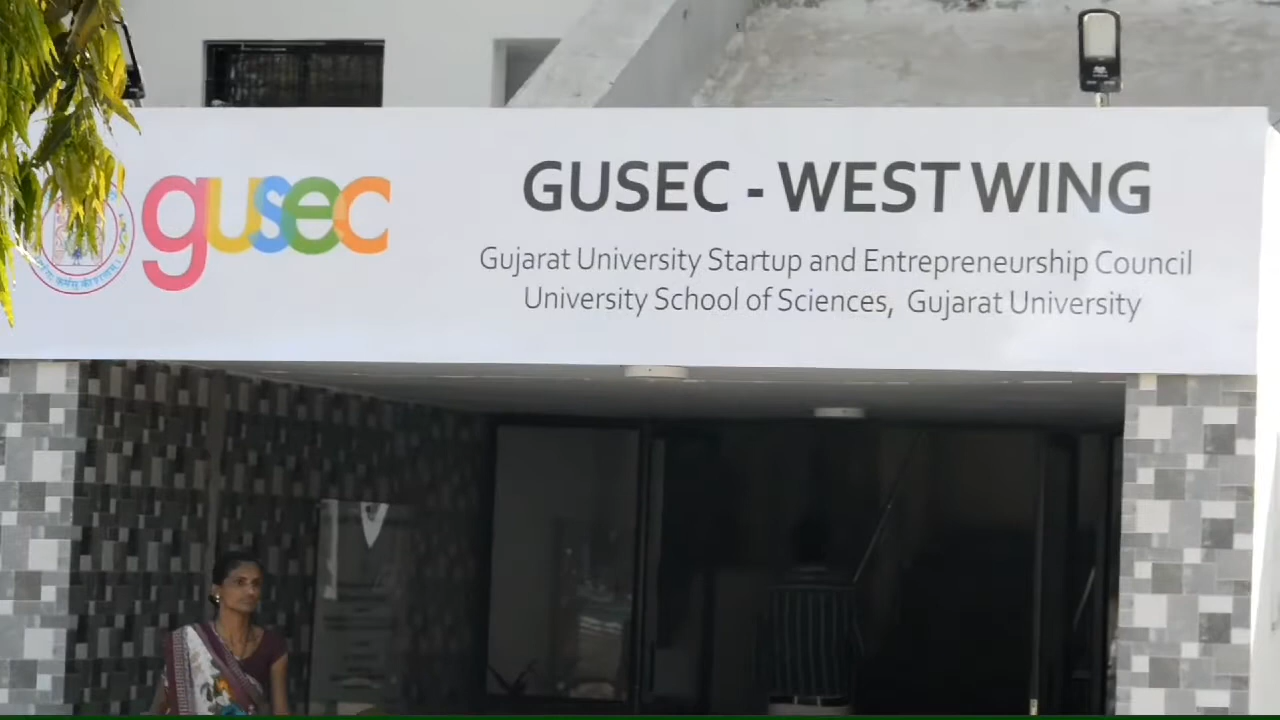 gusec
GUSEC - WEST WING
Gujarat University Startup and Entrepreneurship Council
University School of Sciences, Gujarat University